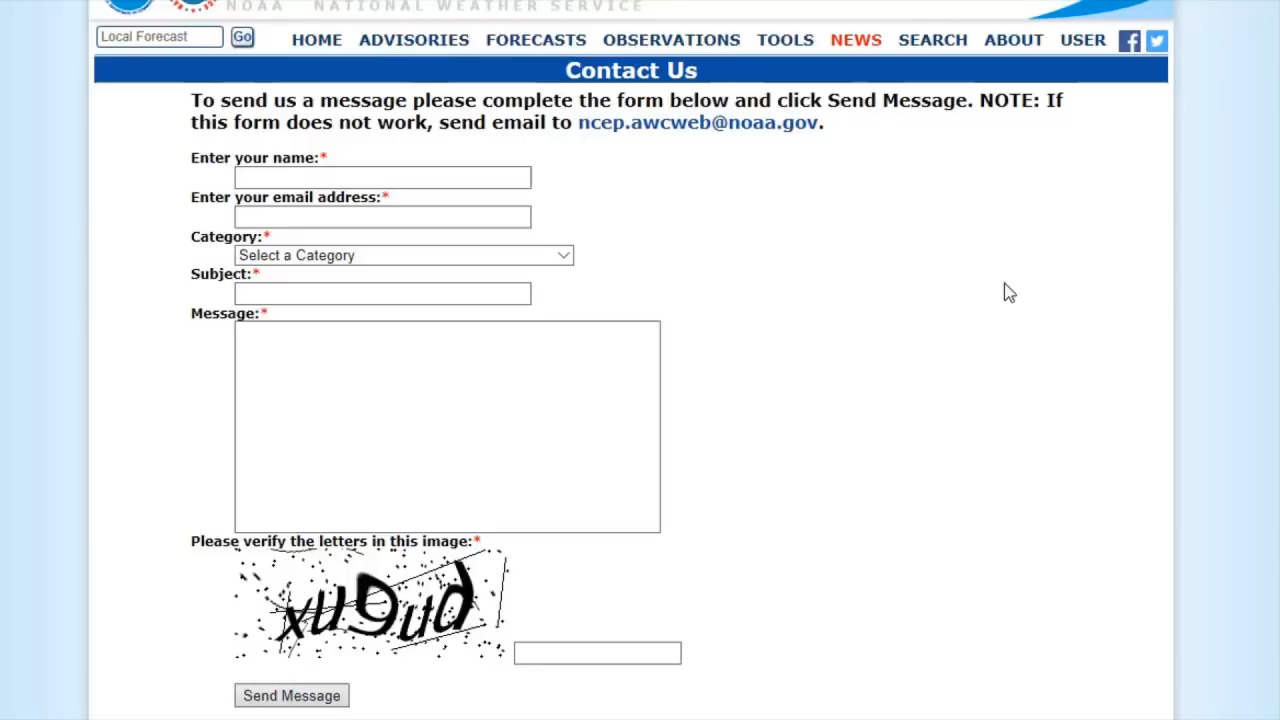 NOAA NATIONAL WEATHER SERVICE
Local Forecast Go HOME ADVISORIES FORECASTS OBSERVATIONS TOOLS NEWS SEARCH ABOUT USER
Contact Us
To send us a message please complete the form below and click Send Message. NOTE: If
this form does not work, send email to ncep.awcweb@noaa.gov.
Enter your name:*
Enter your email address:*
Category:*
Select a Category
Subject:*
Message:*
Please verify the letters in this image:*
Send Message